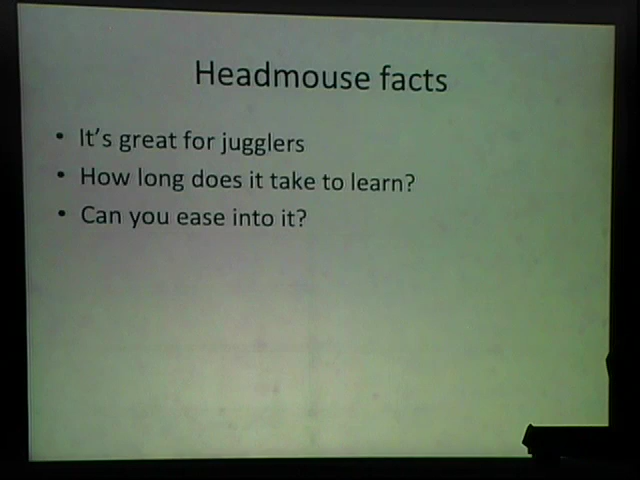 Headmouse facts
• It's great for jugglers
• How long does it take to learn?
• Can you ease into it?